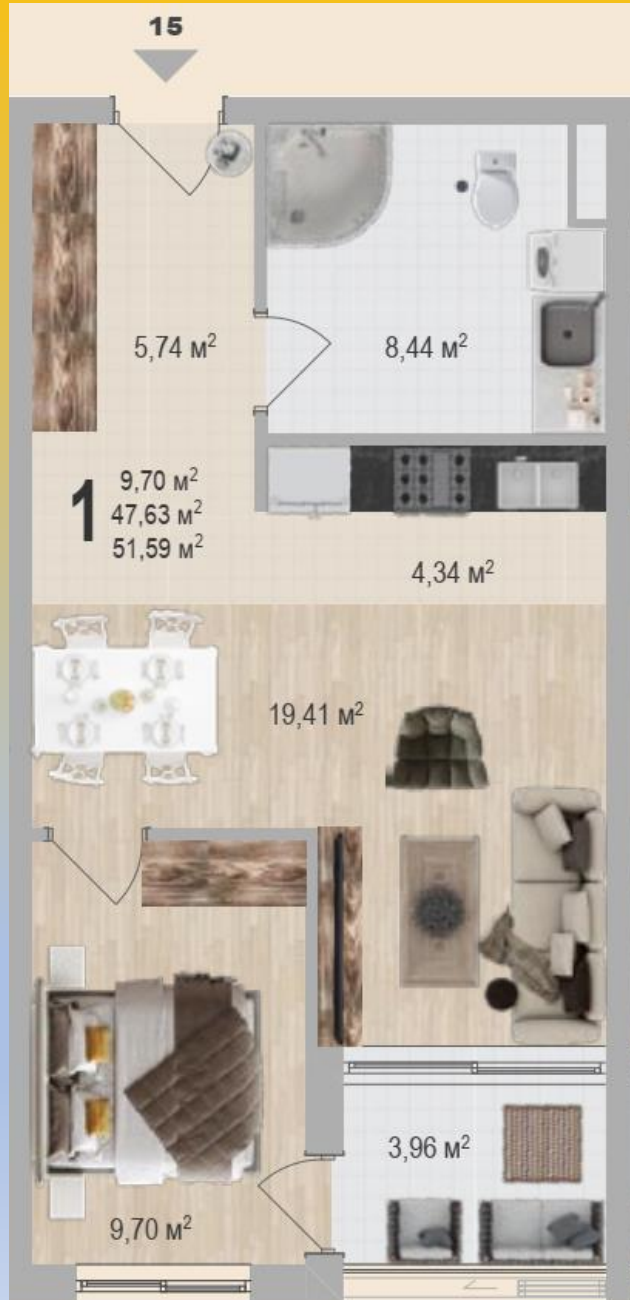 15
5,74 м²
8,44 м²
1
9,70 м²
47,63 м²
51,59 м²
4,34 м²
19,41 м²
3,96 м²
9,70 м²